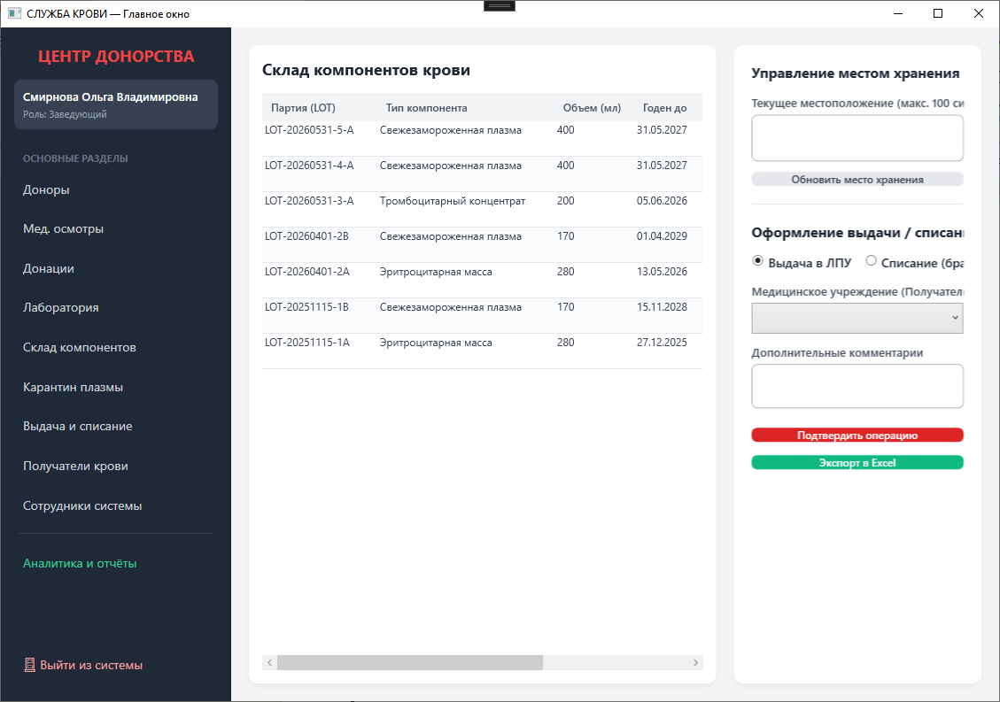 СЛУЖБА КРОВИ — Главное окно
ЦЕНТР ДОНОРСТВА
Смирнова Ольга Владимировна
Роль: Заведующий
ОСНОВНЫЕ РАЗДЕЛЫ
Доноры
Мед. осмотры
Донации
Лаборатория
Склад компонентов
Карантин плазмы
Выдача и списание
Получатели крови
Сотрудники системы
Аналитика и отчёты
Выйти из системы
Склад компонентов крови
Партия (LOT) Тип компонента Объем (мл) Годен до
LOT-20260531-5-A Свежезамороженная плазма 400 31.05.2027
LOT-20260531-4-A Свежезамороженная плазма 400 31.05.2027
LOT-20260531-3-A Тромбоцитарный концентрат 200 05.06.2026
LOT-20260401-2B Свежезамороженная плазма 170 01.04.2029
LOT-20260401-2A Эритроцитарная масса 280 13.05.2026
LOT-20251115-1B Свежезамороженная плазма 170 15.11.2028
LOT-20251115-1A Эритроцитарная масса 280 27.12.2025
Управление местом хранения
Текущее местоположение (макс. 100 си
Обновить место хранения
Оформление выдачи / списан
Выдача в ЛПУ Списание (бра
Медицинское учреждение (Получател
Дополнительные комментарии
Подтвердить операцию
Экспорт в Excel